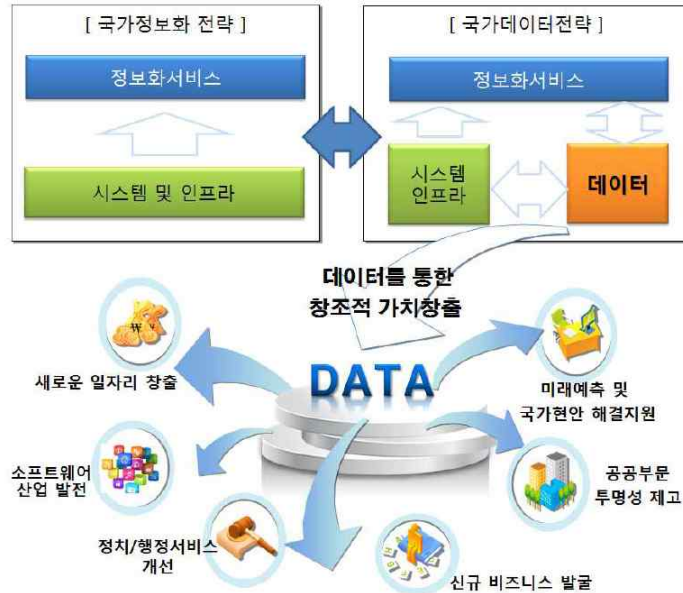 [ 국가정보화 전략 ]
정보화서비스
시스템 및 인프라
[ 국가데이터전략 ]
정보화서비스
시스템
인프라
데이터
데이터를 통한
창조적 가치창출
DATA
새로운 일자리 창출
미래예측 및
국가현안 해결지원
소프트웨어
산업 발전
공공부문
투명성 제고
정치/행정서비스
개선
신규 비즈니스 발굴